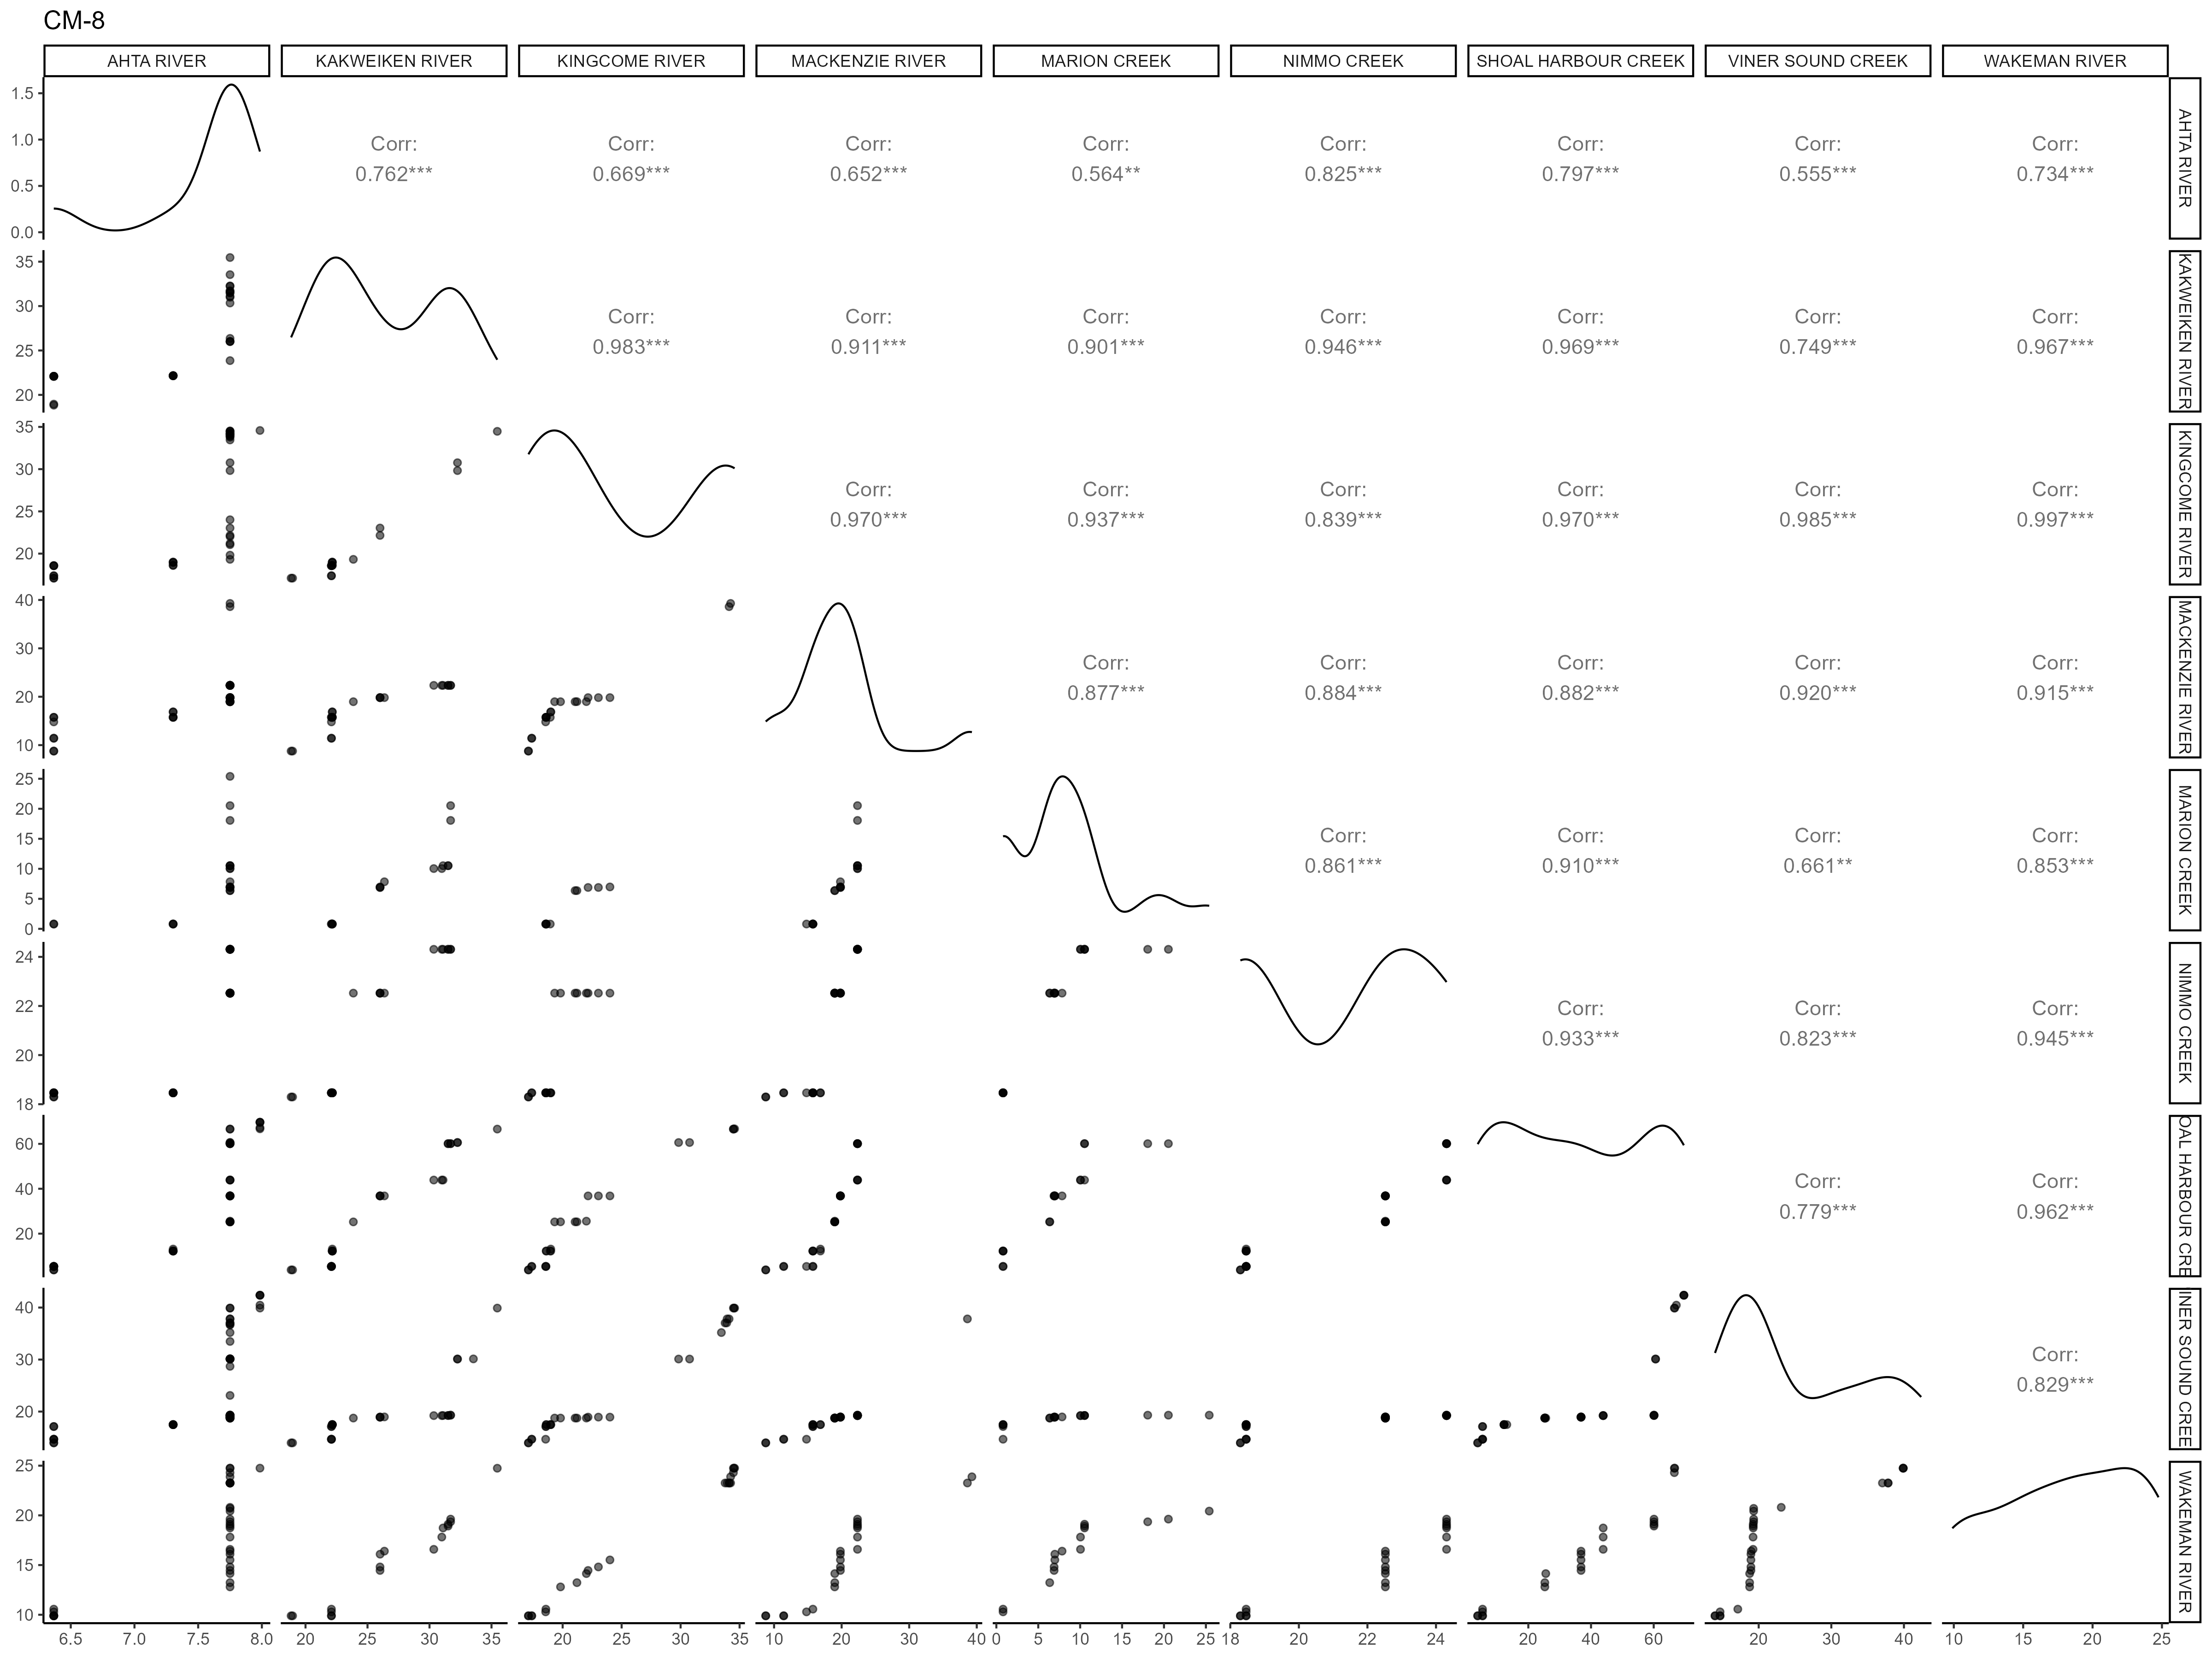 CM-8
AHTA RIVER KAKWEIKEN RIVER KINGCOME RIVER MACKENZIE RIVER MARION CREEK NIMMO CREEK SHOAL HARBOUR CREEK VINER SOUND CREEK WAKEMAN RIVER
1.5
1.0
0.5
0.0
Corr: Corr: Corr: Corr: Corr: Corr: Corr: Corr:
0.762*** 0.669*** 0.652*** 0.564** 0.825*** 0.797*** 0.555*** 0.734***
AHTA RIVER
35
30
25
20
Corr: Corr: Corr: Corr: Corr: Corr: Corr:
0.983*** 0.911*** 0.901*** 0.946*** 0.969*** 0.749*** 0.967***
KAKWEIKEN RIVER
35
30
25
20
Corr: Corr: Corr: Corr: Corr: Corr:
0.970*** 0.937*** 0.839*** 0.970*** 0.985*** 0.997***
KINGCOME RIVER
40
30
20
10
Corr: Corr: Corr: Corr: Corr:
0.877*** 0.884*** 0.882*** 0.920*** 0.915***
MACKENZIE RIVER
25
20
15
10
5
0
Corr: Corr: Corr: Corr:
0.861*** 0.910*** 0.661** 0.853***
MARION CREEK
24
22
20
18
Corr: Corr: Corr:
0.933*** 0.823*** 0.945***
NIMMO CREEK
60
40
20
Corr: Corr:
0.779*** 0.962***
OAL HARBOUR CRE
40
30
20
Corr:
0.829***
INER SOUND CREE
25
20
15
10
WAKEMAN RIVER
6.5 7.0 7.5 8.0 20 25 30 35 20 25 30 35 10 20 30 40 0 5 10 15 20 25 18 20 22 24 20 40 60 20 30 40 10 15 20 25